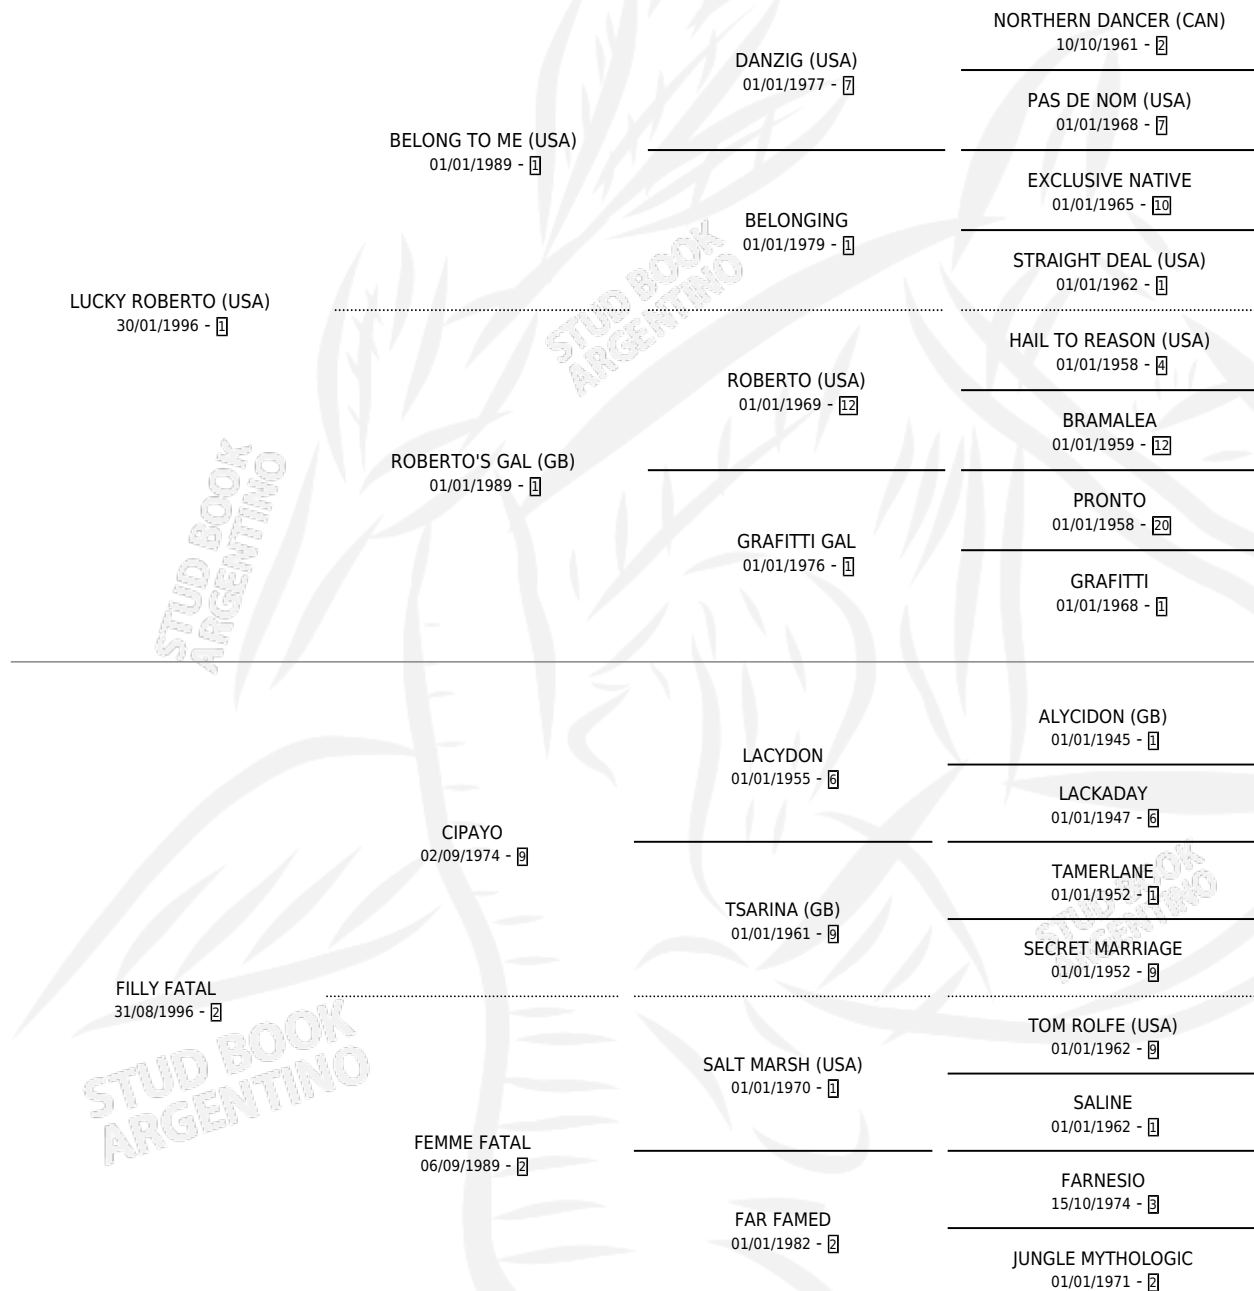 NORTHERN DANCER (CAN)
10/10/1961 - 2
DANZIG (USA)
01/01/1977 - 7
PAS DE NOM (USA)
01/01/1968 - 7
BELONG TO ME (USA)
01/01/1989 - 1
EXCLUSIVE NATIVE
01/01/1965 - 10
BELONGING
01/01/1979 - 1
STRAIGHT DEAL (USA)
01/01/1962 - 1
LUCKY ROBERTO (USA)
30/01/1996 - 1
STUD BOOK
ARGENTINO
HAIL TO REASON (USA)
01/01/1958 - 4
ROBERTO (USA)
01/01/1969 - 12
BRAMALEA
01/01/1959 - 12
ROBERTO'S GAL (GB)
01/01/1989 - 1
PRONTO
01/01/1958 - 20
GRAFITTI GAL
01/01/1976 - 1
GRAFITTI
01/01/1968 - 1
STUD BOOK
ARGENTINO
ALYCIDON (GB)
01/01/1945 - 1
LACYDON
01/01/1955 - 6
LACKADAY
01/01/1947 - 6
CIPAYO
02/09/1974 - 9
TAMERLANE
01/01/1952 - 1
TSARINA (GB)
01/01/1961 - 9
SECRET MARRIAGE
01/01/1952 - 9
STUD BOOK
ARGENTINO
FILLY FATAL
31/08/1996 - 2
TOM ROLFE (USA)
01/01/1962 - 9
SALT MARSH (USA)
01/01/1970 - 1
SALINE
01/01/1962 - 1
STUD BOOK
ARGENTINO
FEMME FATAL
06/09/1989 - 2
FARNESIO
15/10/1974 - 3
FAR FAMED
01/01/1982 - 2
JUNGLE MYTHOLOGIC
01/01/1971 - 2